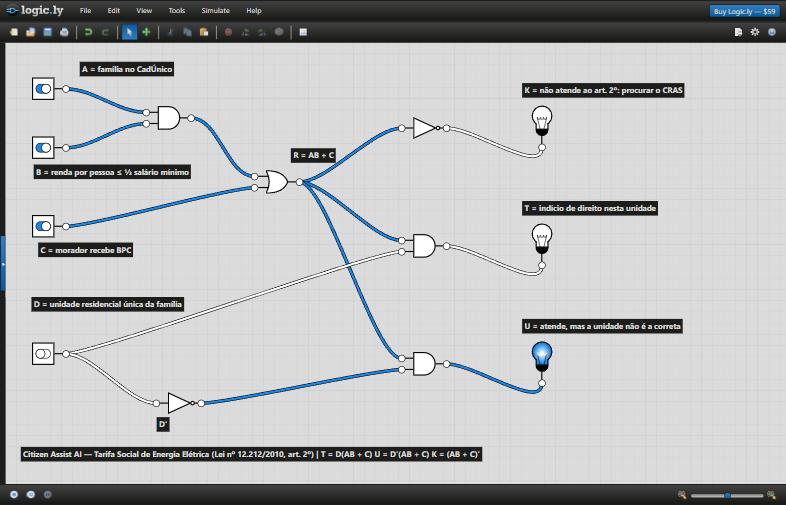 logic.ly
File Edit View Tools Simulate Help
Buy Logic.ly — $59
A = família no CadÚnico
B = renda por pessoa ≤ ½ salário mínimo
C = morador recebe BPC
D = unidade residencial única da família
D'
R = AB + C
K = não atende ao art. 2º: procurar o CRAS
T = indício de direito nesta unidade
U = atende, mas a unidade não é a correta
Citizen Assist AI — Tarifa Social de Energia Elétrica (Lei nº 12.212/2010, art. 2º) | T = D(AB + C) U = D'(AB + C) K = (AB + C)'